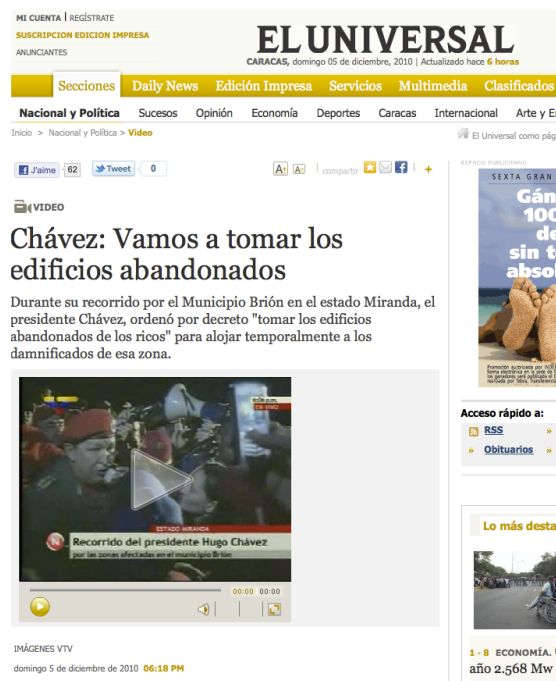 MI CUENTA | REGÍSTRATE
SUSCRIPCION EDICION IMPRESA
ANUNCIANTES
EL UNIVERSAL
CARACAS, domingo 05 de diciembre, 2010 | Actualizado hace 6 horas
Secciones Daily News Edición Impresa Servicios Multimedia Clasificados
Nacional y Política Sucesos Opinión Economía Deportes Caracas Internacional Arte y E
Inicio > Nacional y Política > Video
El Universal como pág
J'aime 62 Tweet 0
A+ A- compartir +
ESPACIO PUBLICITARIO
SEXTA GRAN
Gán
100
de
sin t
absol
VIDEO
Chávez: Vamos a tomar los
edificios abandonados
Durante su recorrido por el Municipio Brión en el estado Miranda, el
presidente Chávez, ordenó por decreto "tomar los edificios
abandonados de los ricos" para alojar temporalmente a los
damnificados de esa zona.
EN VIVO
ESTADO MIRANDA
Recorrido del presidente Hugo Chávez
por las zonas afectadas en el municipio Brión
00:00 00:00
IMÁGENES VTV
domingo 5 de diciembre de 2010 06:18 PM
Acceso rápido a:
RSS »
» Obituarios »
Lo más desta
1 - 8 ECONOMÍA.
año 2.568 Mw